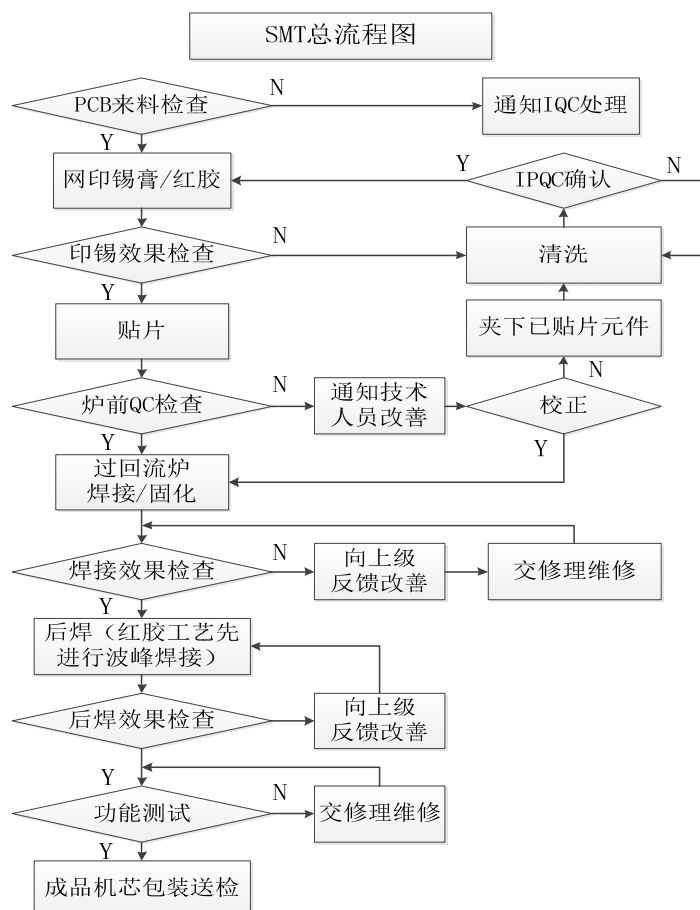 SMT总流程图
PCB来料检查
N
通知IQC处理
Y
网印锡膏/红胶
Y
IPQC确认
N
印锡效果检查
N
清洗
Y
贴片
夹下已贴片元件
N
炉前QC检查
N
通知技术
人员改善
校正
Y
Y
过回流炉
焊接/固化
焊接效果检查
N
向上级
反馈改善
交修理维修
Y
后焊（红胶工艺先
进行波峰焊接）
后焊效果检查
向上级
反馈改善
Y
功能测试
N
交修理维修
Y
成品机芯包装送检